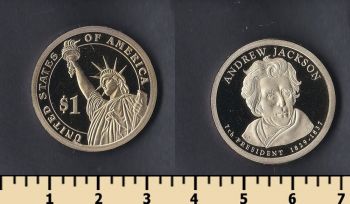 UNITED STATES OF AMERICA
$1
ANDREW JACKSON
7th PRESIDENT 1829-1837
1 2 3 4 5 6 7